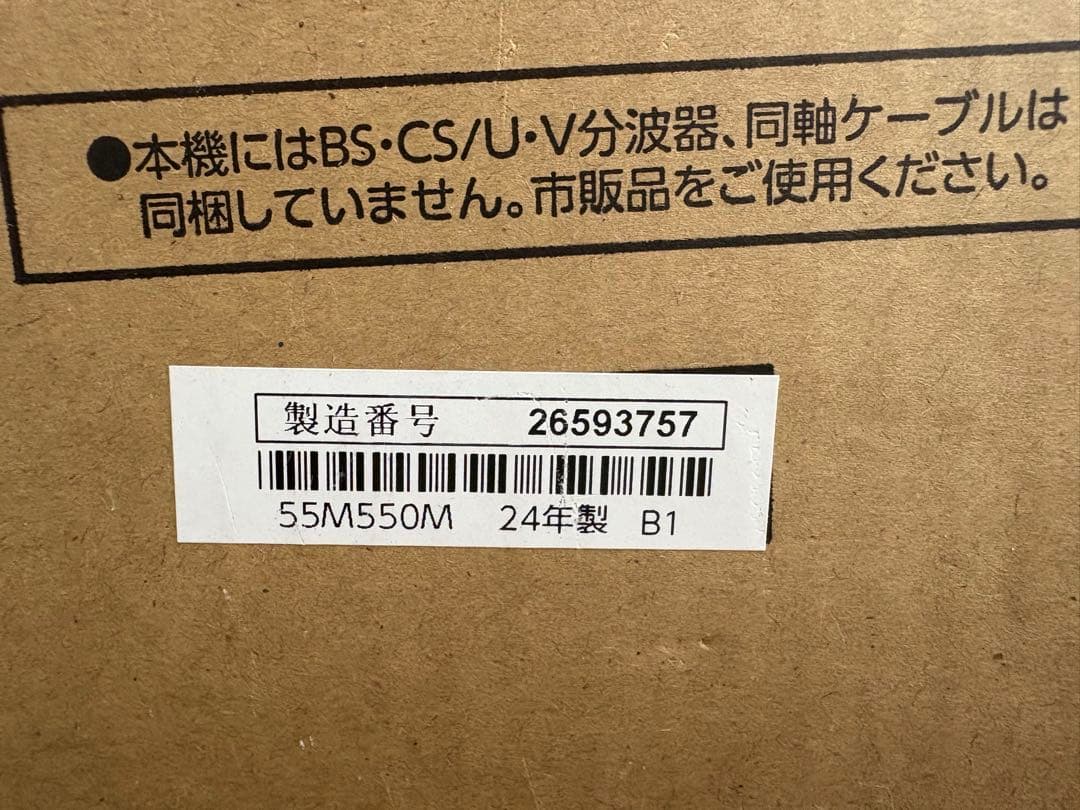 ●本機にはBS・CS/U・V分波器、同軸ケーブルは
同梱していません。市販品をご使用ください。
製造番号 26593757
55M550M 24年製 B1